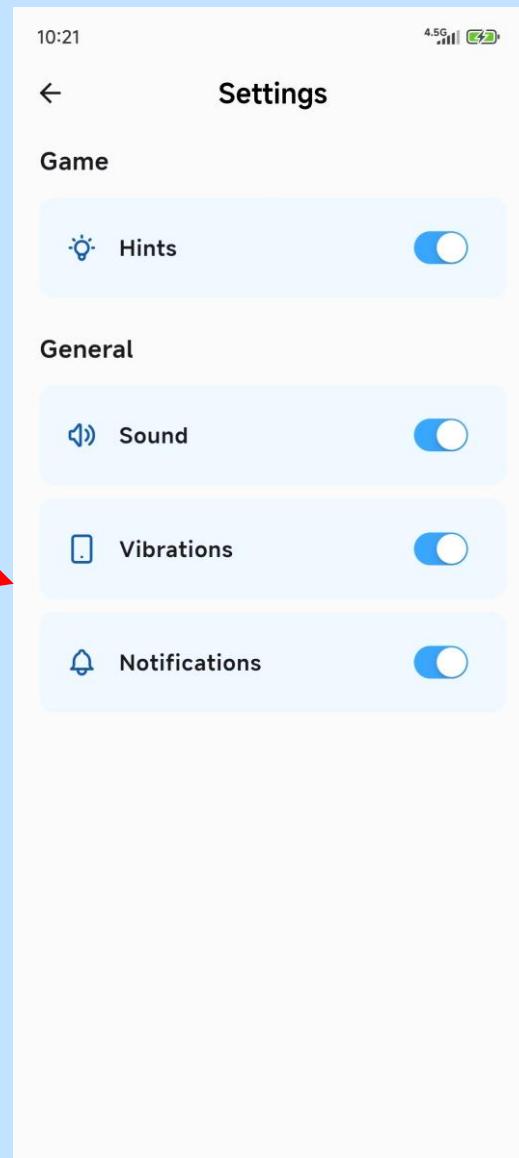 10:21
4.5G
Settings
Game
Hints
General
Sound
Vibrations
Notifications